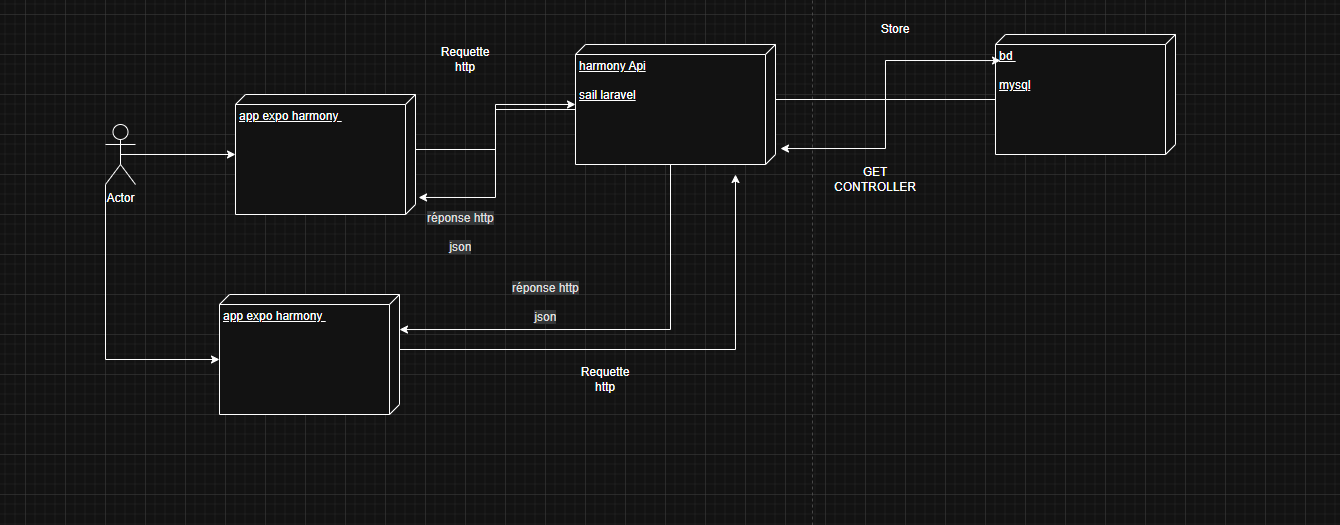 Store
Requette
http
harmony Api
sail laravel
bd
mysql
app expo harmony
Actor
GET
CONTROLLER
réponse http
json
réponse http
json
app expo harmony
Requette
http